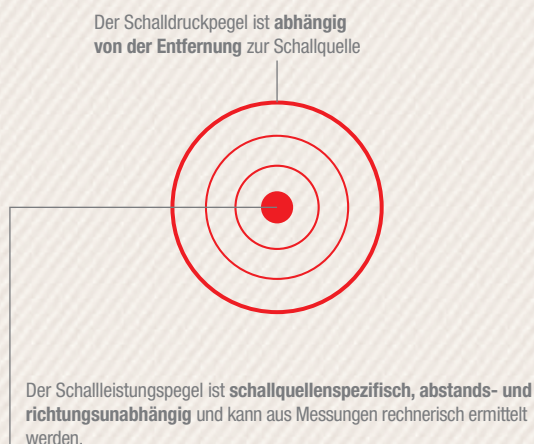 Der Schalldruckpegel ist abhängig
von der Entfernung zur Schallquelle
Der Schallleistungspegel ist schallquellenspezifisch, abstands- und
richtungsunabhängig und kann aus Messungen rechnerisch ermittelt
werden.